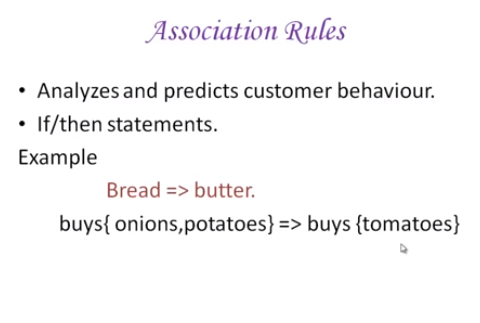 Association Rules
• Analyzes and predicts customer behaviour.
• If/then statements.
Example
Bread => butter.
buys{ onions,potatoes} => buys {tomatoes}